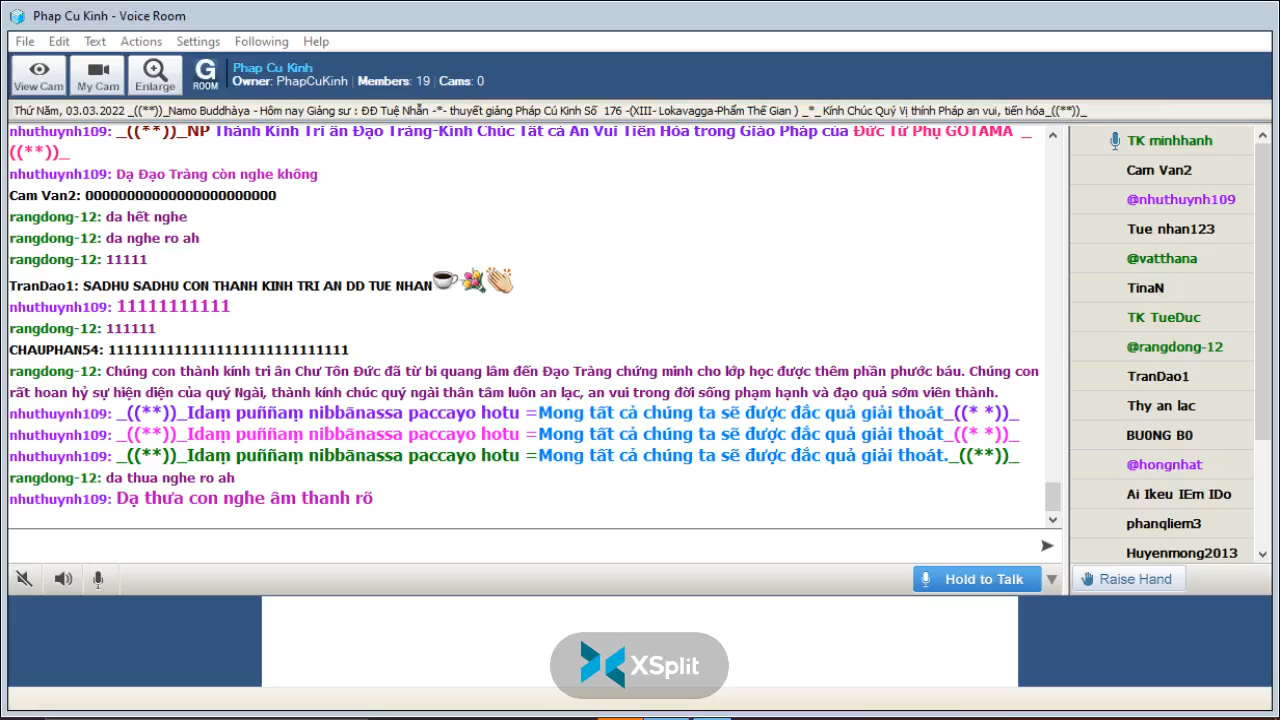 Phap Cu Kinh - Voice Room
File Edit Text Actions Settings Following Help
View Cam My Cam Enlarge G ROOM
Phap Cu Kinh
Owner: PhapCuKinh | Members: 19 | Cams: 0
Thứ Năm, 03.03.2022 _((**))_Namo Buddhàya - Hôm nay Giảng sư : ĐĐ Tuệ Nhẫn -*- thuyết giảng Pháp Cú Kinh Số 176 -(XIII- Lokavagga-Phẩm Thế Gian ) _*_ Kính Chúc Quý Vị thính Pháp an vui, tiến hóa_((**))_
nhuthuynh109: _((**))_NP Thành Kính Tri ân Đạo Tràng-Kính Chúc Tất cả An Vui Tiến Hóa trong Giáo Pháp của Đức Từ Phụ GOTAMA _
((**))_
nhuthuynh109: Dạ Đạo Tràng còn nghe không
Cam Van2: 00000000000000000000000
rangdong-12: da hết nghe
rangdong-12: da nghe ro ah
rangdong-12: 11111
TranDao1: SADHU SADHU CON THANH KINH TRI AN DD TUE NHAN
nhuthuynh109: 11111111111
rangdong-12: 111111
CHAUPHAN54: 11111111111111111111111111111
rangdong-12: Chúng con thành kính tri ân Chư Tôn Đức đã từ bi quang lâm đến Đạo Tràng chứng minh cho lớp học được thêm phần phước báu. Chúng con
rất hoan hỷ sự hiện diện của quý Ngài, thành kính chúc quý ngài thân tâm luôn an lạc, an vui trong đời sống phạm hạnh và đạo quả sớm viên thành.
nhuthuynh109: _((**))_Idaṃ puññaṃ nibbānassa paccayo hotu =Mong tất cả chúng ta sẽ được đắc quả giải thoát_((* *))_
nhuthuynh109: _((**))_Idaṃ puññaṃ nibbānassa paccayo hotu =Mong tất cả chúng ta sẽ được đắc quả giải thoát_((* *))_
nhuthuynh109: _((**))_Idaṃ puññaṃ nibbānassa paccayo hotu =Mong tất cả chúng ta sẽ được đắc quả giải thoát._((**))_
rangdong-12: da thua nghe ro ah
nhuthuynh109: Dạ thưa con nghe âm thanh rõ
TK minhhanh
Cam Van2
@nhuthuynh109
Tue nhan123
@vatthana
TinaN
TK TueDuc
@rangdong-12
TranDao1
Thy an lac
BU0NG B0
@hongnhat
Ai Ikeu IEm IDo
phanqliem3
Huyenmong2013
Hold to Talk
Raise Hand
XSplit